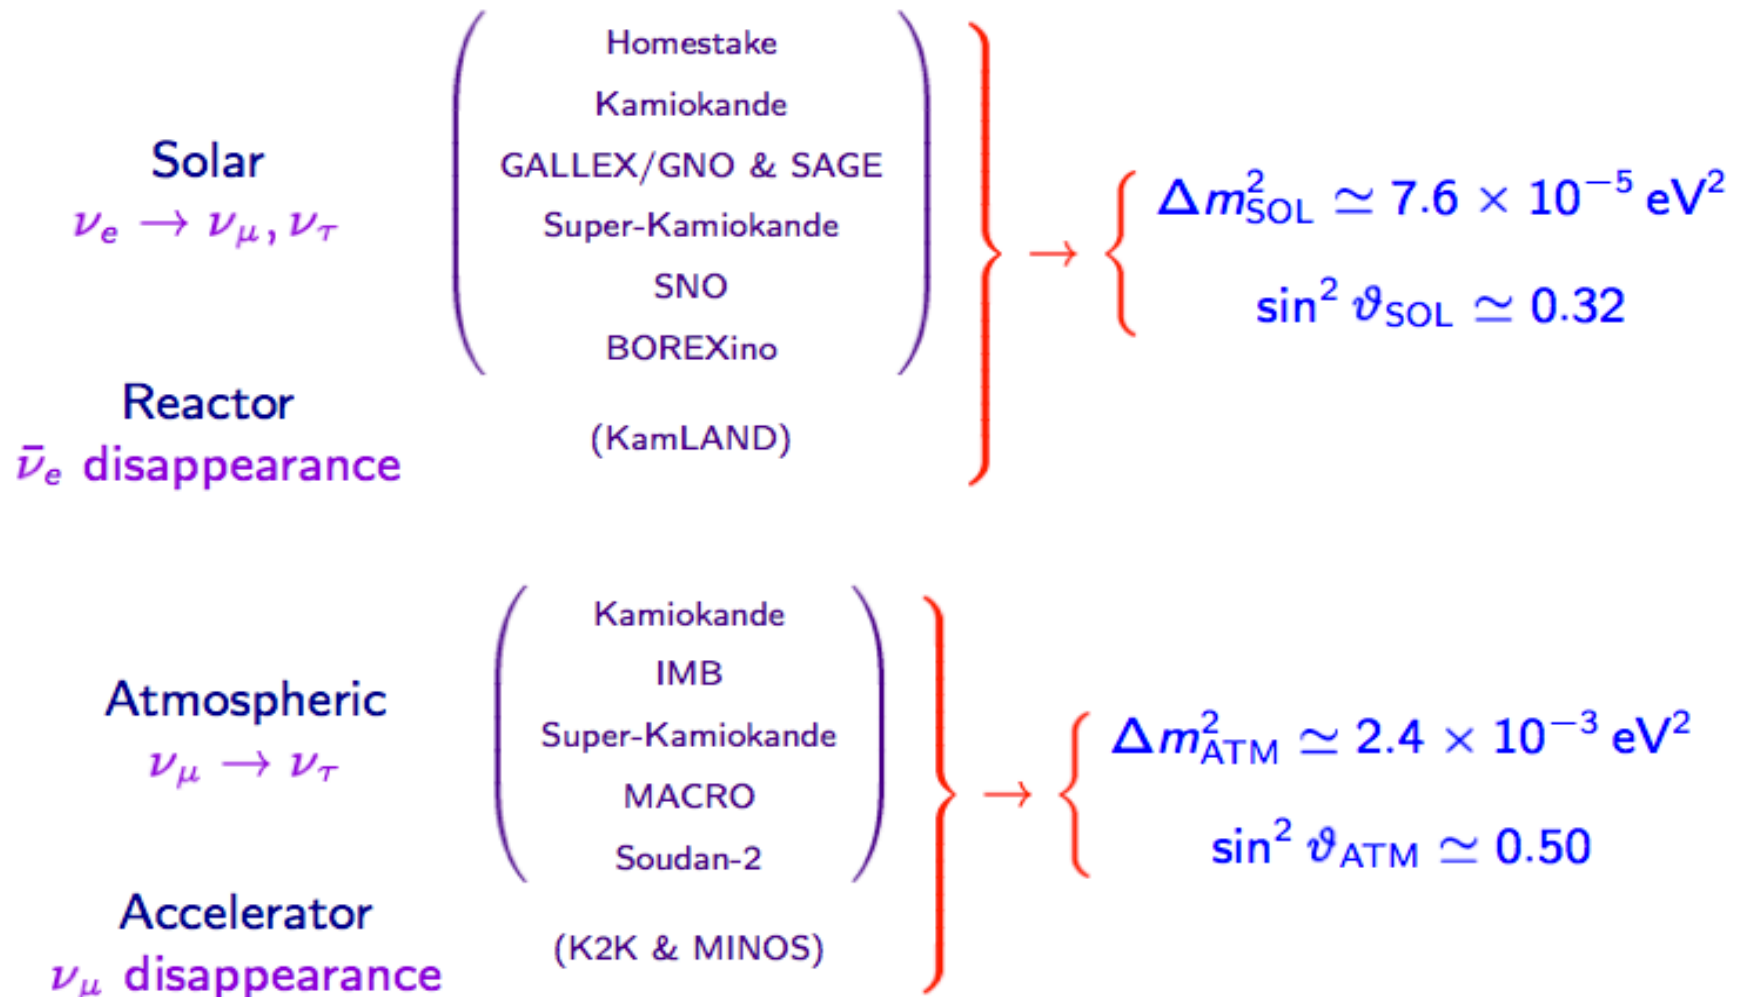 Solar
νe → νμ, ντ
Homestake
Kamiokande
GALLEX/GNO & SAGE
Super-Kamiokande
SNO
BOREXino
Reactor
ν̄e disappearance
(KamLAND)
→
Δm²SOL ≃ 7.6 × 10⁻⁵ eV²
sin² ϑSOL ≃ 0.32
Atmospheric
νμ → ντ
Kamiokande
IMB
Super-Kamiokande
MACRO
Soudan-2
Accelerator
νμ disappearance
(K2K & MINOS)
→
Δm²ATM ≃ 2.4 × 10⁻³ eV²
sin² ϑATM ≃ 0.50